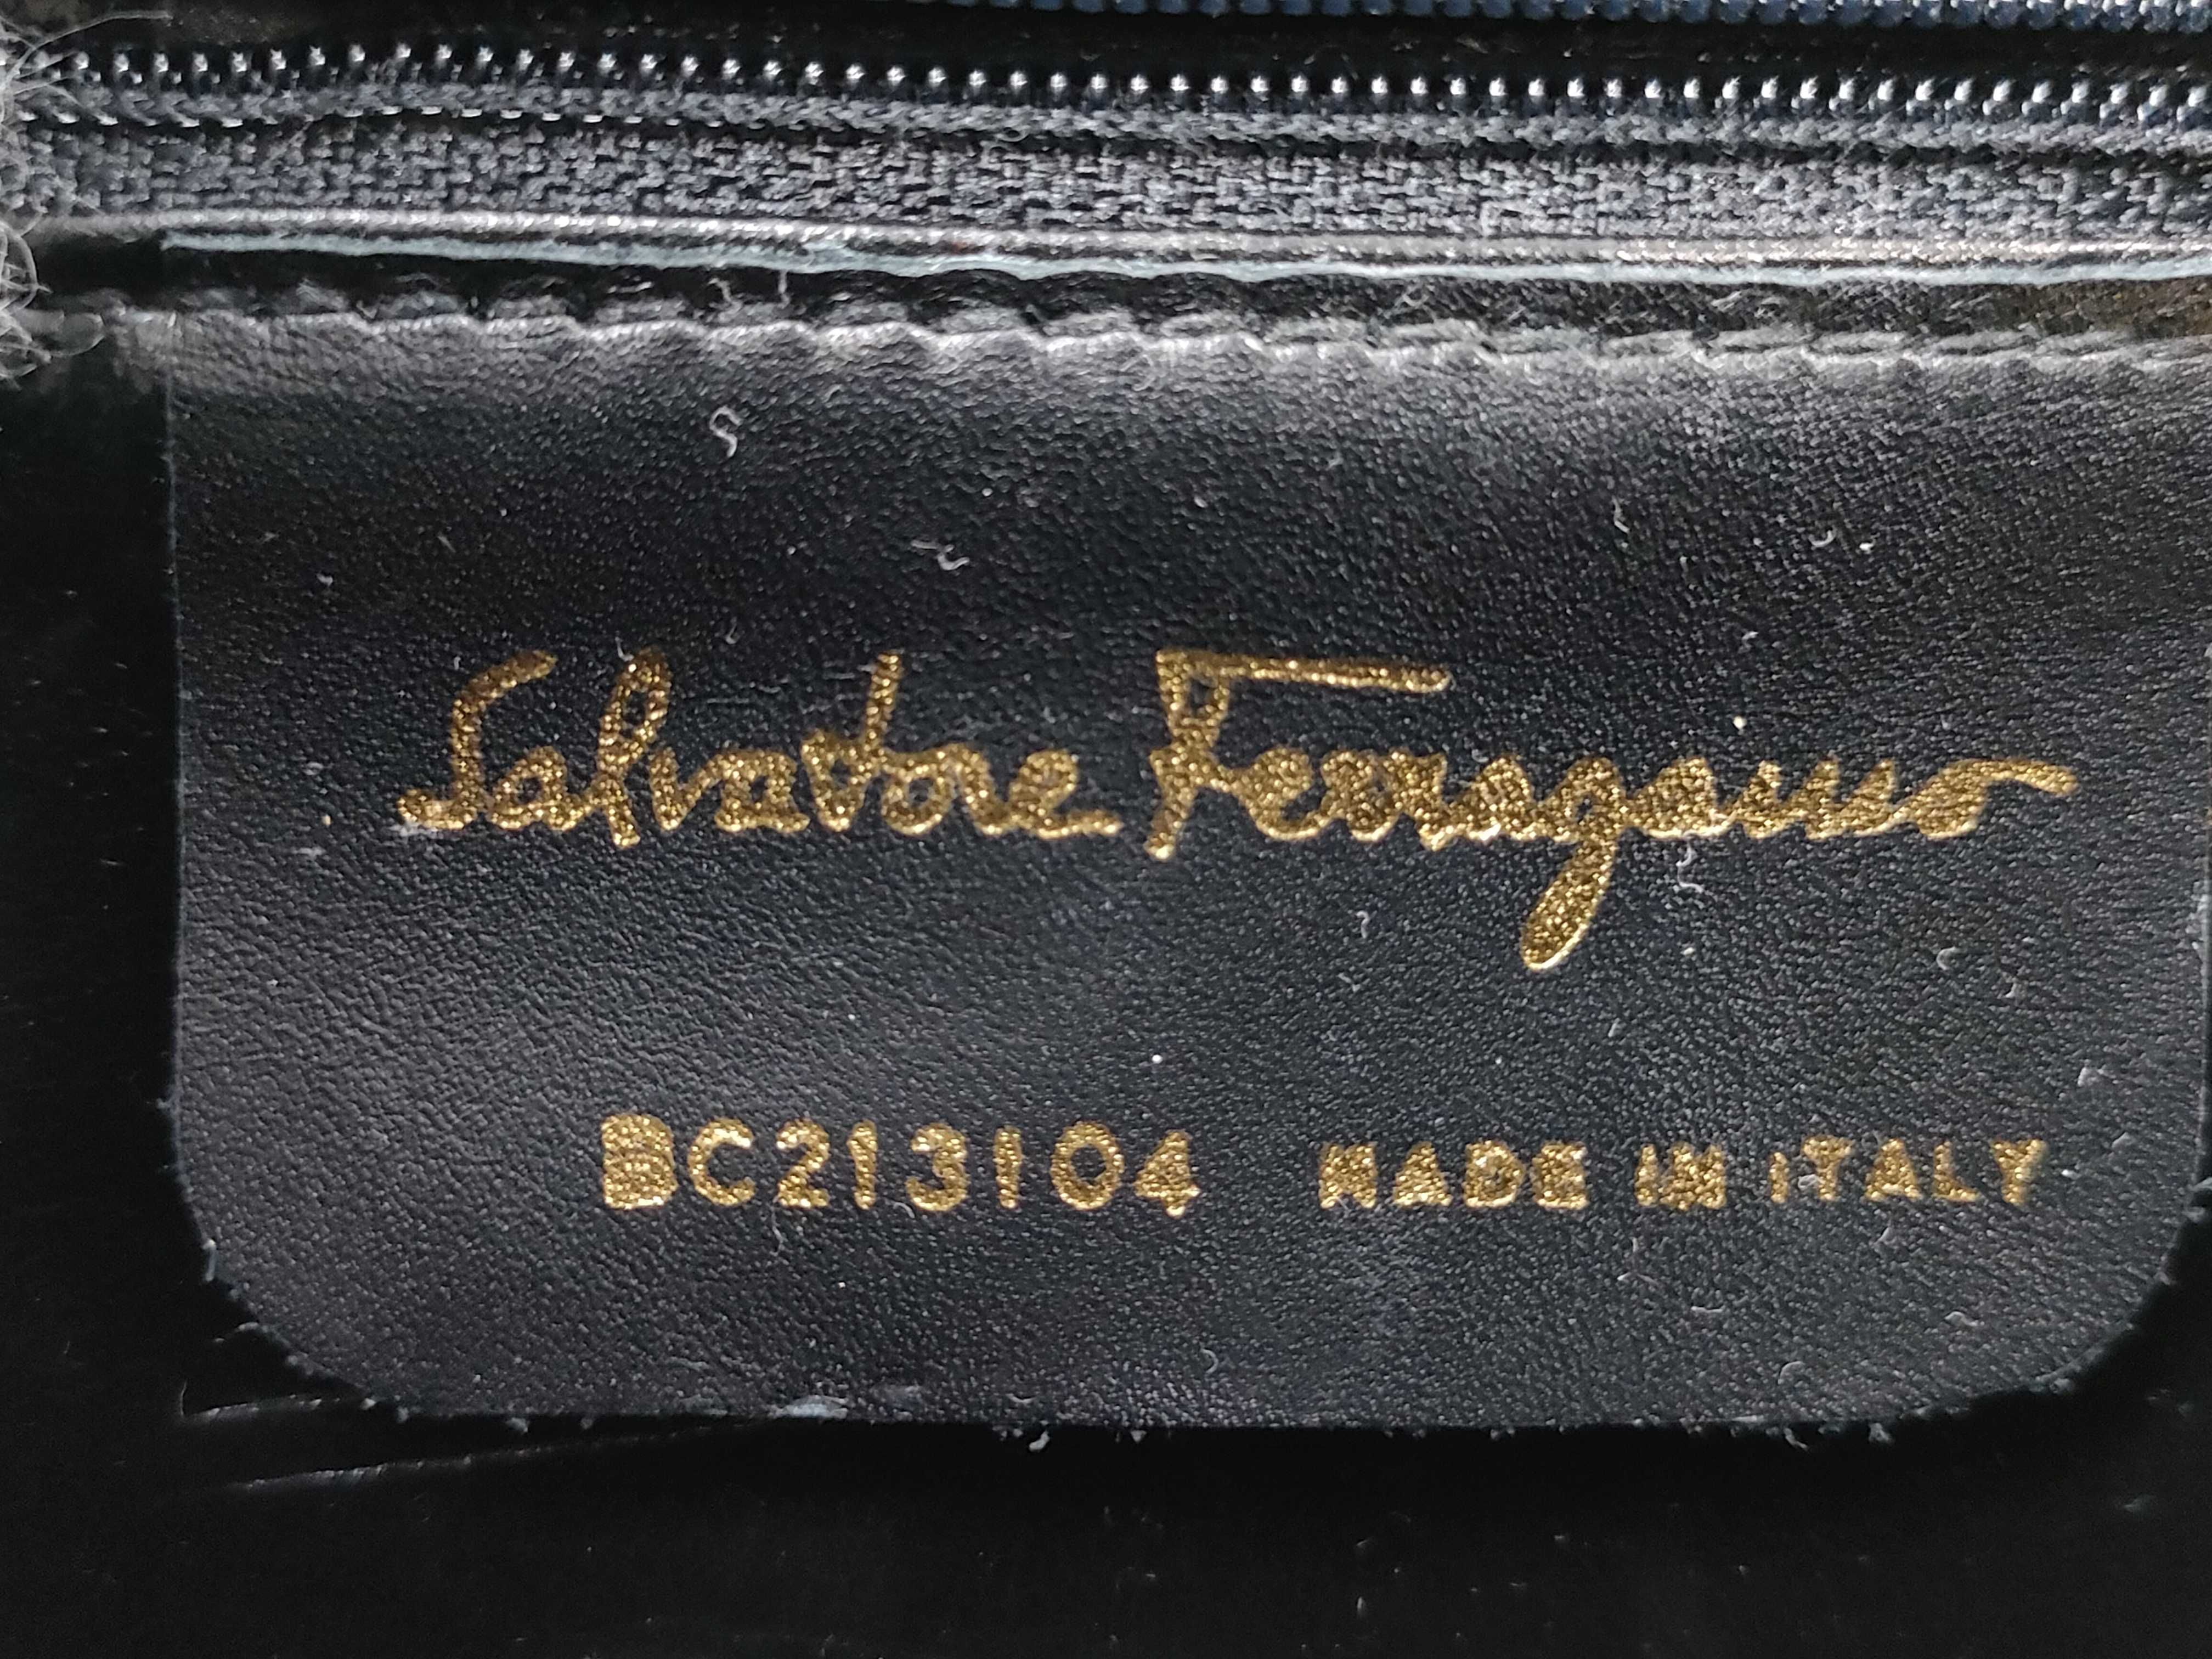 Salvatore Ferragamo
BC213104 MADE IN ITALY